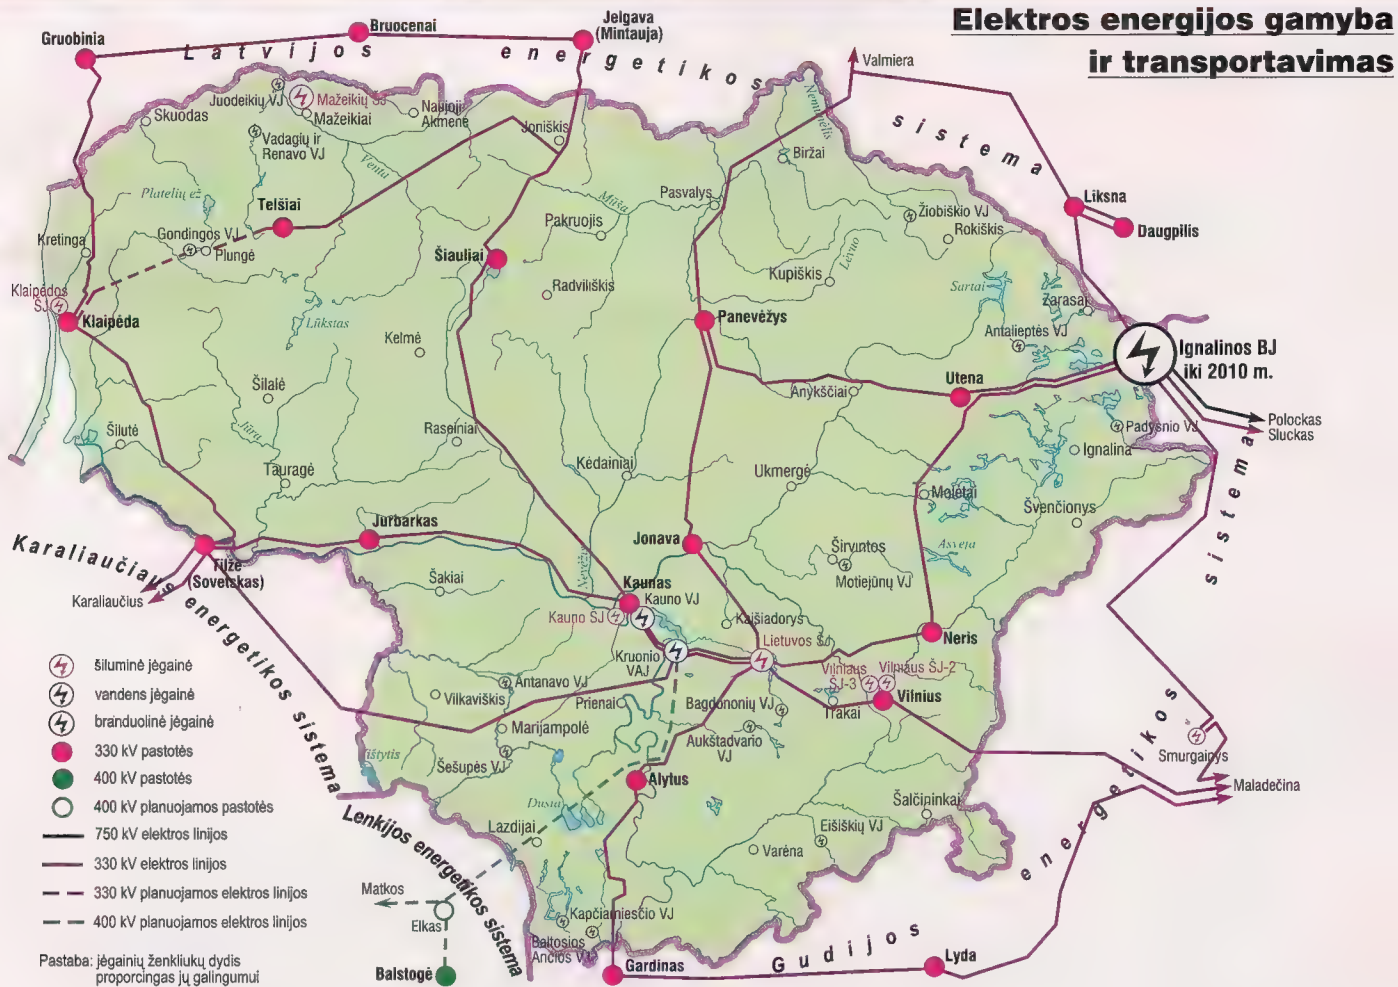 Elektros energijos gamyba
ir transportavimas
Gruobinia
Bruocenai
Jelgava
(Mintauja)
Latvijos energetikos sistema
Valmiera
Juodeikių VJ
Mažeikių ŠJ
Mažeikiai
Skuodas
Naujoji
Akmenė
Vadagių ir
Renavo VJ
Joniškis
Venta
Nemunėlis
Biržai
Platelių ež.
Telšiai
Mūša
Pasvalys
Pakruojis
Žiobiškio VJ
Rokiškis
Liksna
Daugpilis
Kretinga
Gondingos VJ
Plungė
Šiauliai
Lėvuo
Kupiškis
Radviliškis
Sartai
Zarasai
Klaipėdos
ŠJ
Klaipėda
Lūkstas
Panevėžys
Antalieptės VJ
Kelmė
Ignalinos BJ
iki 2010 m.
Šilalė
Anykščiai
Utena
Polockas
Sluckas
Šilutė
Jūra
Raseiniai
Padysnio VJ
Ignalina
Tauragė
Kėdainiai
Ukmergė
Molėtai
Švenčionys
sistema
Jurbarkas
Jonava
Tilžė
(Sovetskas)
Karaliaučiaus energetikos sistema
Karaliaučius
Nevėžis
Širvintos
Motiejūnų VJ
Asveja
Šakiai
Kaunas
Kauno VJ
Kauno ŠJ
Kaišiadorys
Lietuvos ŠJ
Neris
Kruonio
VAJ
Vilniaus
ŠJ-3
Vilniaus ŠJ-2
Vilnius
Antanavo VJ
Vilkaviškis
Prienai
Bagdononių VJ
Trakai
Marijampolė
Aukštadvario
VJ
Šešupės VJ
Smurgainys
Maladečina
energetikos
Alytus
Dusia
Lazdijai
Šalčininkai
Eišiškių VJ
Varėna
Lenkijos energetikos sistema
Matkos
Elkas
Balstogė
Kapčiamiesčio VJ
Baltosios
Ančios VJ
Gardinas
Gudijos
Lyda
šiluminė jėgainė
vandens jėgainė
branduolinė jėgainė
330 kV pastotės
400 kV pastotės
400 kV planuojamos pastotės
750 kV elektros linijos
330 kV elektros linijos
330 kV planuojamos elektros linijos
400 kV planuojamos elektros linijos
Pastaba: jėgainių ženkliukų dydis
proporcingas jų galingumui